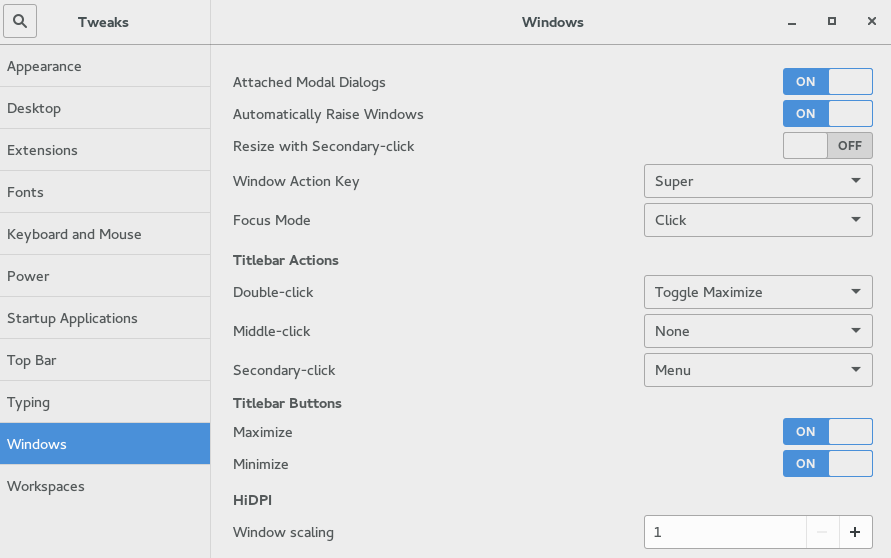 Tweaks
Windows
Appearance
Desktop
Extensions
Fonts
Keyboard and Mouse
Power
Startup Applications
Top Bar
Typing
Windows
Workspaces
Attached Modal Dialogs ON
Automatically Raise Windows ON
Resize with Secondary-click OFF
Window Action Key Super
Focus Mode Click
Titlebar Actions
Double-click Toggle Maximize
Middle-click None
Secondary-click Menu
Titlebar Buttons
Maximize ON
Minimize ON
HiDPI
Window scaling 1